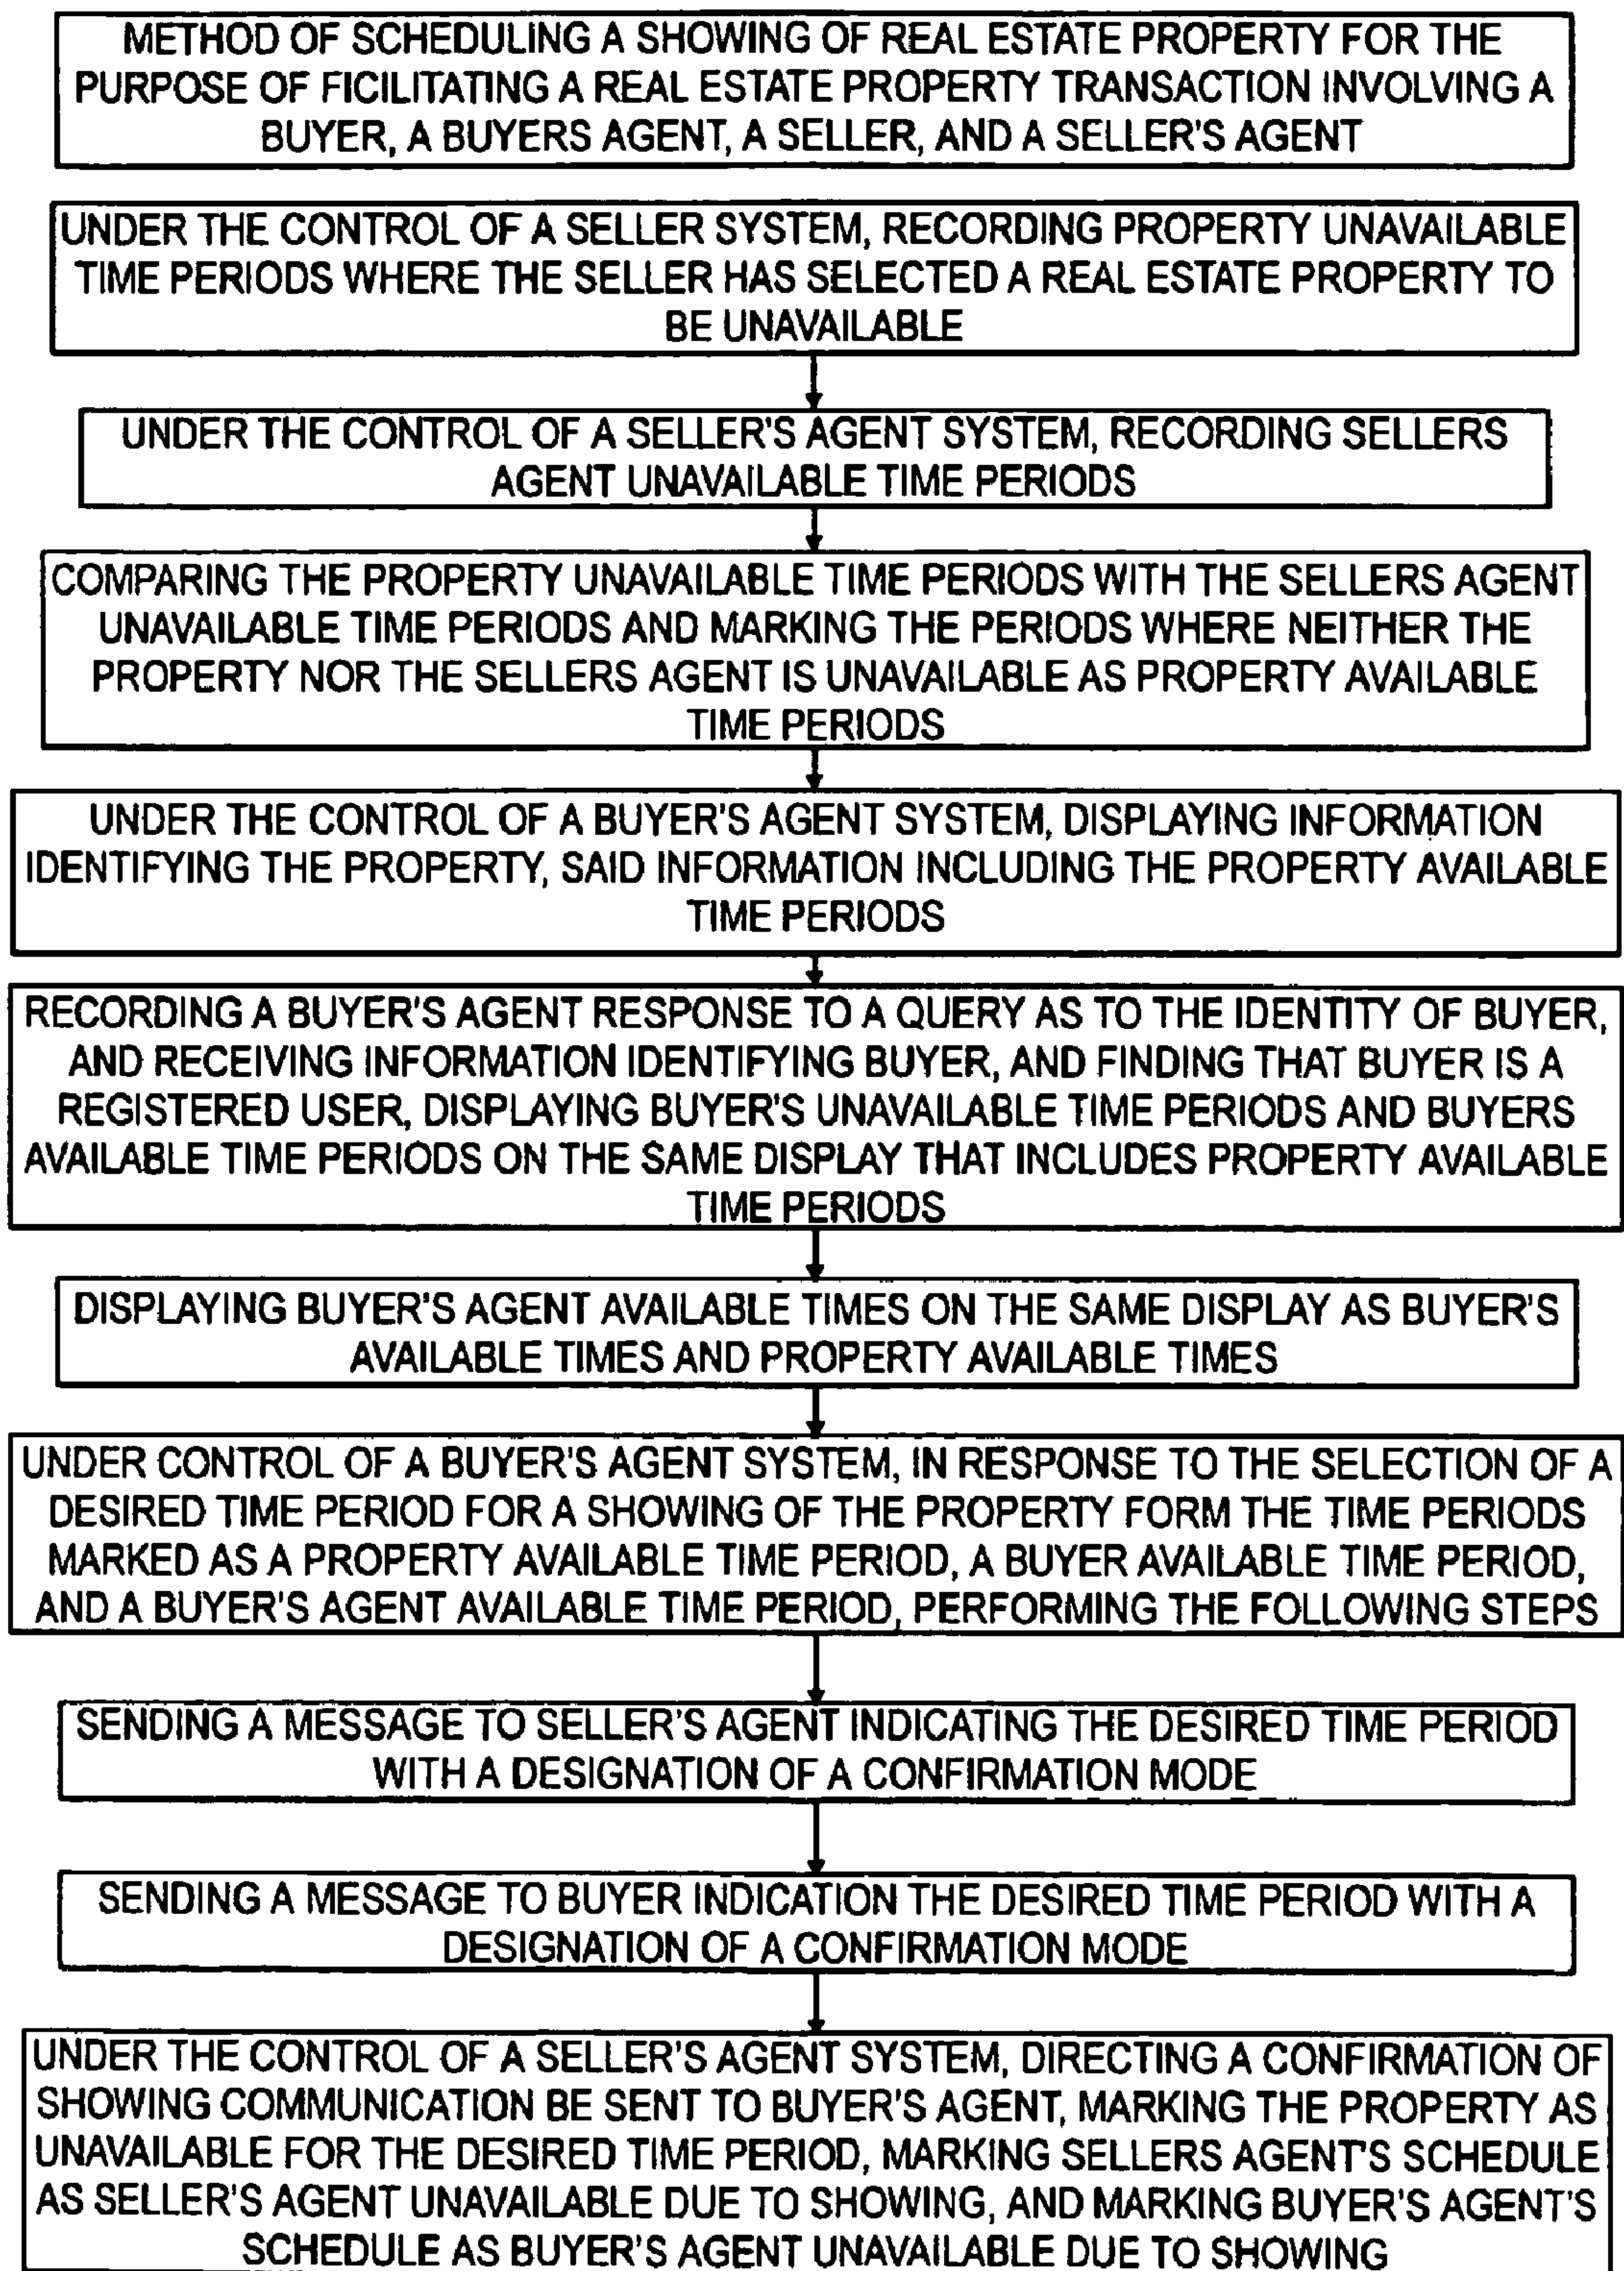 METHOD OF SCHEDULING A SHOWING OF REAL ESTATE PROPERTY FOR THE
PURPOSE OF FICILITATING A REAL ESTATE PROPERTY TRANSACTION INVOLVING A
BUYER, A BUYERS AGENT, A SELLER, AND A SELLER'S AGENT
UNDER THE CONTROL OF A SELLER SYSTEM, RECORDING PROPERTY UNAVAILABLE
TIME PERIODS WHERE THE SELLER HAS SELECTED A REAL ESTATE PROPERTY TO
BE UNAVAILABLE
UNDER THE CONTROL OF A SELLER'S AGENT SYSTEM, RECORDING SELLERS
AGENT UNAVAILABLE TIME PERIODS
COMPARING THE PROPERTY UNAVAILABLE TIME PERIODS WITH THE SELLERS AGENT
UNAVAILABLE TIME PERIODS AND MARKING THE PERIODS WHERE NEITHER THE
PROPERTY NOR THE SELLERS AGENT IS UNAVAILABLE AS PROPERTY AVAILABLE
TIME PERIODS
UNDER THE CONTROL OF A BUYER'S AGENT SYSTEM, DISPLAYING INFORMATION
IDENTIFYING THE PROPERTY, SAID INFORMATION INCLUDING THE PROPERTY AVAILABLE
TIME PERIODS
RECORDING A BUYER'S AGENT RESPONSE TO A QUERY AS TO THE IDENTITY OF BUYER,
AND RECEIVING INFORMATION IDENTIFYING BUYER, AND FINDING THAT BUYER IS A
REGISTERED USER, DISPLAYING BUYER'S UNAVAILABLE TIME PERIODS AND BUYERS
AVAILABLE TIME PERIODS ON THE SAME DISPLAY THAT INCLUDES PROPERTY AVAILABLE
TIME PERIODS
DISPLAYING BUYER'S AGENT AVAILABLE TIMES ON THE SAME DISPLAY AS BUYER'S
AVAILABLE TIMES AND PROPERTY AVAILABLE TIMES
UNDER CONTROL OF A BUYER'S AGENT SYSTEM, IN RESPONSE TO THE SELECTION OF A
DESIRED TIME PERIOD FOR A SHOWING OF THE PROPERTY FORM THE TIME PERIODS
MARKED AS A PROPERTY AVAILABLE TIME PERIOD, A BUYER AVAILABLE TIME PERIOD,
AND A BUYER'S AGENT AVAILABLE TIME PERIOD, PERFORMING THE FOLLOWING STEPS
SENDING A MESSAGE TO SELLER'S AGENT INDICATING THE DESIRED TIME PERIOD
WITH A DESIGNATION OF A CONFIRMATION MODE
SENDING A MESSAGE TO BUYER INDICATION THE DESIRED TIME PERIOD WITH A
DESIGNATION OF A CONFIRMATION MODE
UNDER THE CONTROL OF A SELLER'S AGENT SYSTEM, DIRECTING A CONFIRMATION OF
SHOWING COMMUNICATION BE SENT TO BUYER'S AGENT, MARKING THE PROPERTY AS
UNAVAILABLE FOR THE DESIRED TIME PERIOD, MARKING SELLERS AGENT'S SCHEDULE
AS SELLER'S AGENT UNAVAILABLE DUE TO SHOWING, AND MARKING BUYER'S AGENT'S
SCHEDULE AS BUYER'S AGENT UNAVAILABLE DUE TO SHOWING